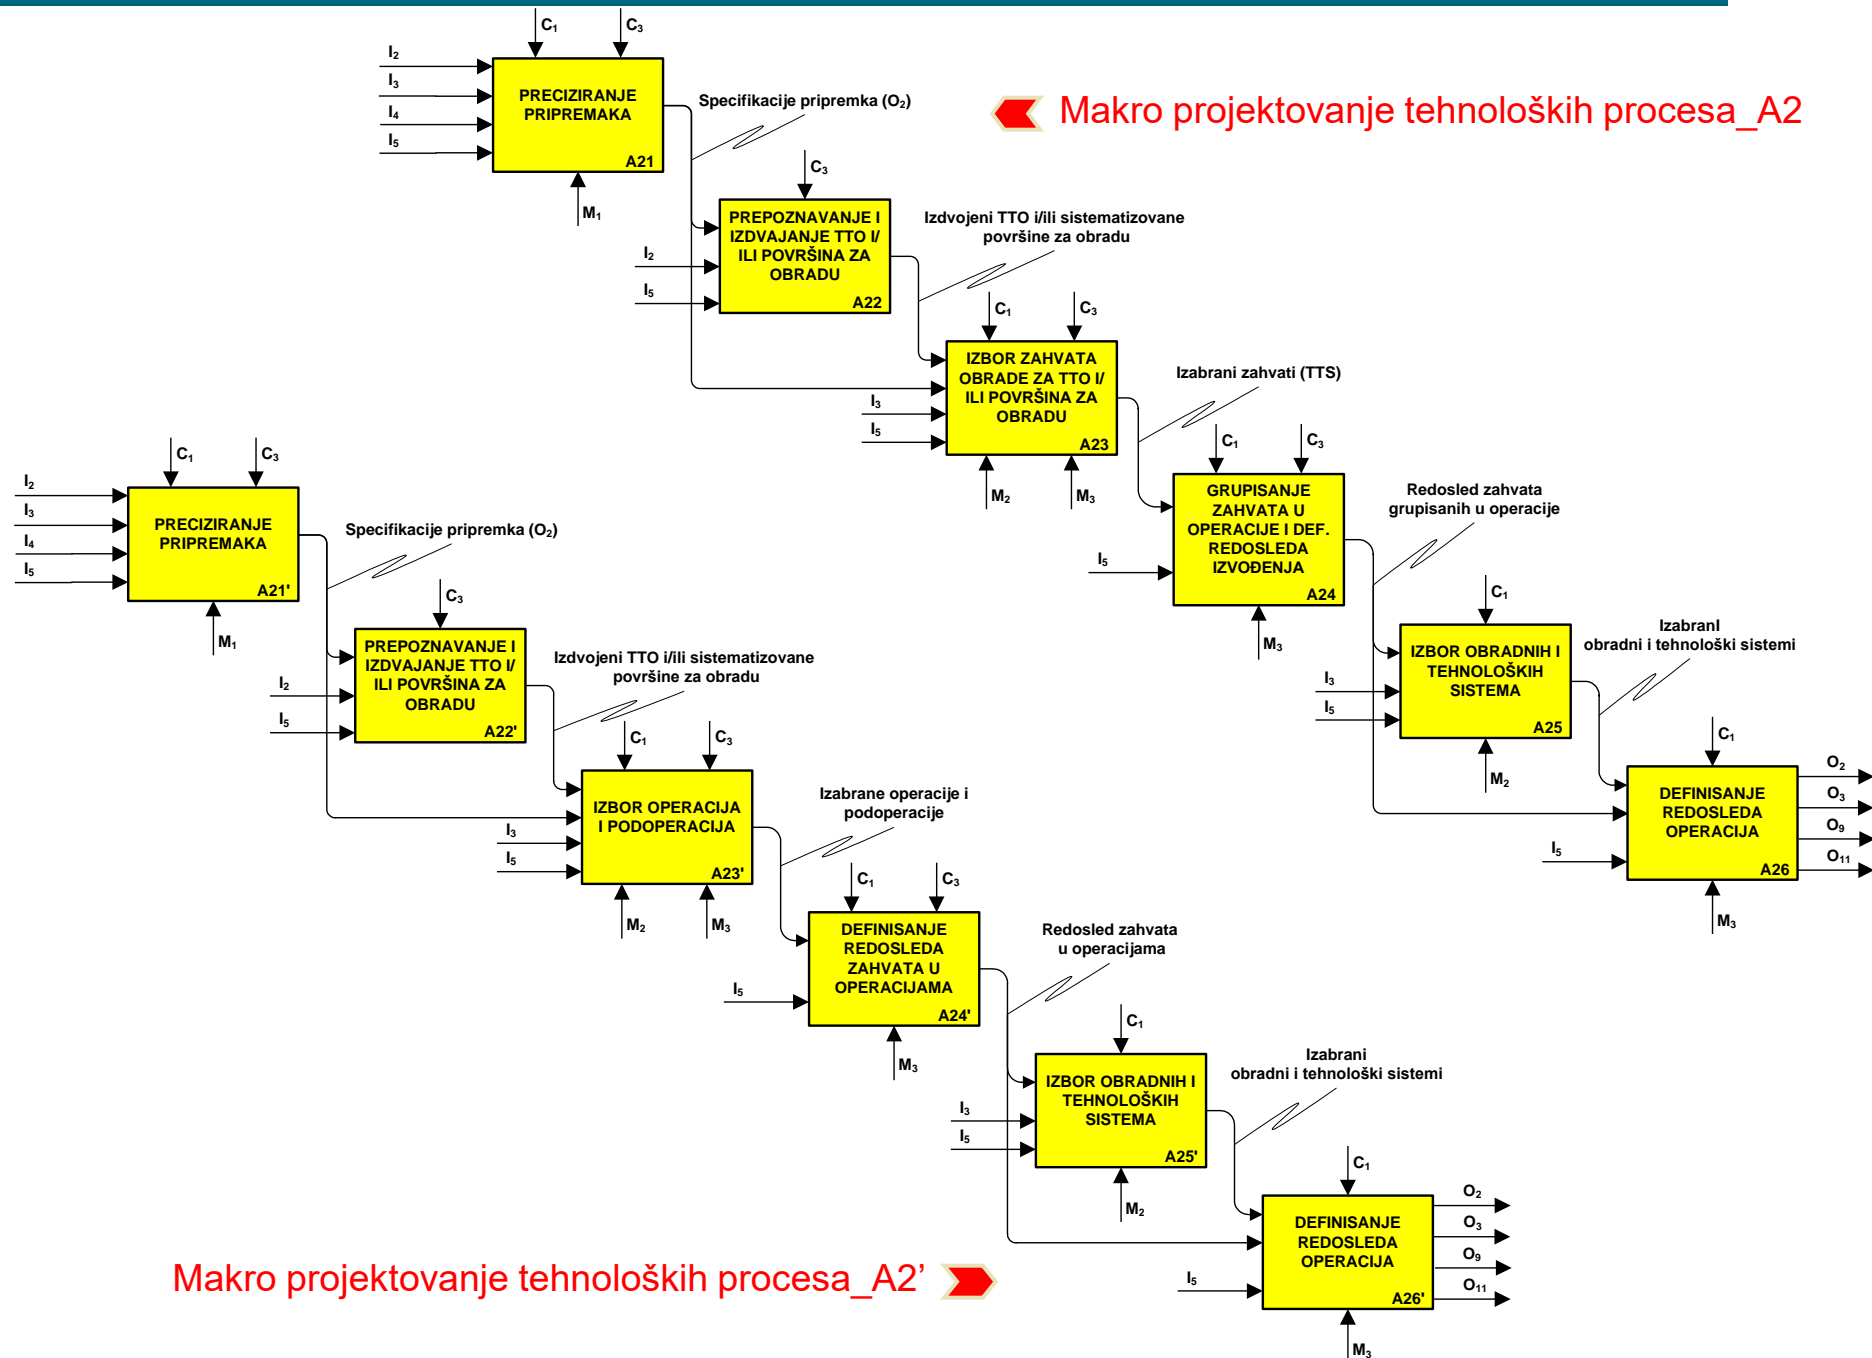 Makro projektovanje tehnoloških procesa_A2
C1
C3
I2
I3
I4
I5
PRECIZIRANJE
PRIPREMAKA
A21
M1
Specifikacije pripremka (O2)
C3
I2
I5
PREPOZNAVANJE I
IZDVAJANJE TTO I/
ILI POVRŠINA ZA
OBRADU
A22
Izdvojeni TTO i/ili sistematizovane
površine za obradu
C1
C3
I3
I5
IZBOR ZAHVATA
OBRADE ZA TTO I/
ILI POVRŠINA ZA
OBRADU
A23
M2
M3
Izabrani zahvati (TTS)
C1
C3
I5
GRUPISANJE
ZAHVATA U
OPERACIJE I DEF.
REDOSLEDA
IZVOĐENJA
A24
M3
Redosled zahvata
grupisanih u operacije
C1
I3
I5
IZBOR OBRADNIH I
TEHNOLOŠKIH
SISTEMA
A25
M2
IzabranI
obradni i tehnološki sistemi
C1
I5
DEFINISANJE
REDOSLEDA
OPERACIJA
A26
M3
O2
O3
O9
O11
C1
C3
I2
I3
I4
I5
PRECIZIRANJE
PRIPREMAKA
A21'
M1
Specifikacije pripremka (O2)
C3
I2
I5
PREPOZNAVANJE I
IZDVAJANJE TTO I/
ILI POVRŠINA ZA
OBRADU
A22'
Izdvojeni TTO i/ili sistematizovane
površine za obradu
C1
C3
I3
I5
IZBOR OPERACIJA
I PODOPERACIJA
A23'
M2
M3
Izabrane operacije i
podoperacije
C1
C3
I5
DEFINISANJE
REDOSLEDA
ZAHVATA U
OPERACIJAMA
A24'
M3
Redosled zahvata
u operacijama
C1
I3
I5
IZBOR OBRADNIH I
TEHNOLOŠKIH
SISTEMA
A25'
M2
Izabrani
obradni i tehnološki sistemi
C1
I5
DEFINISANJE
REDOSLEDA
OPERACIJA
A26'
M3
O2
O3
O9
O11
Makro projektovanje tehnoloških procesa_A2’